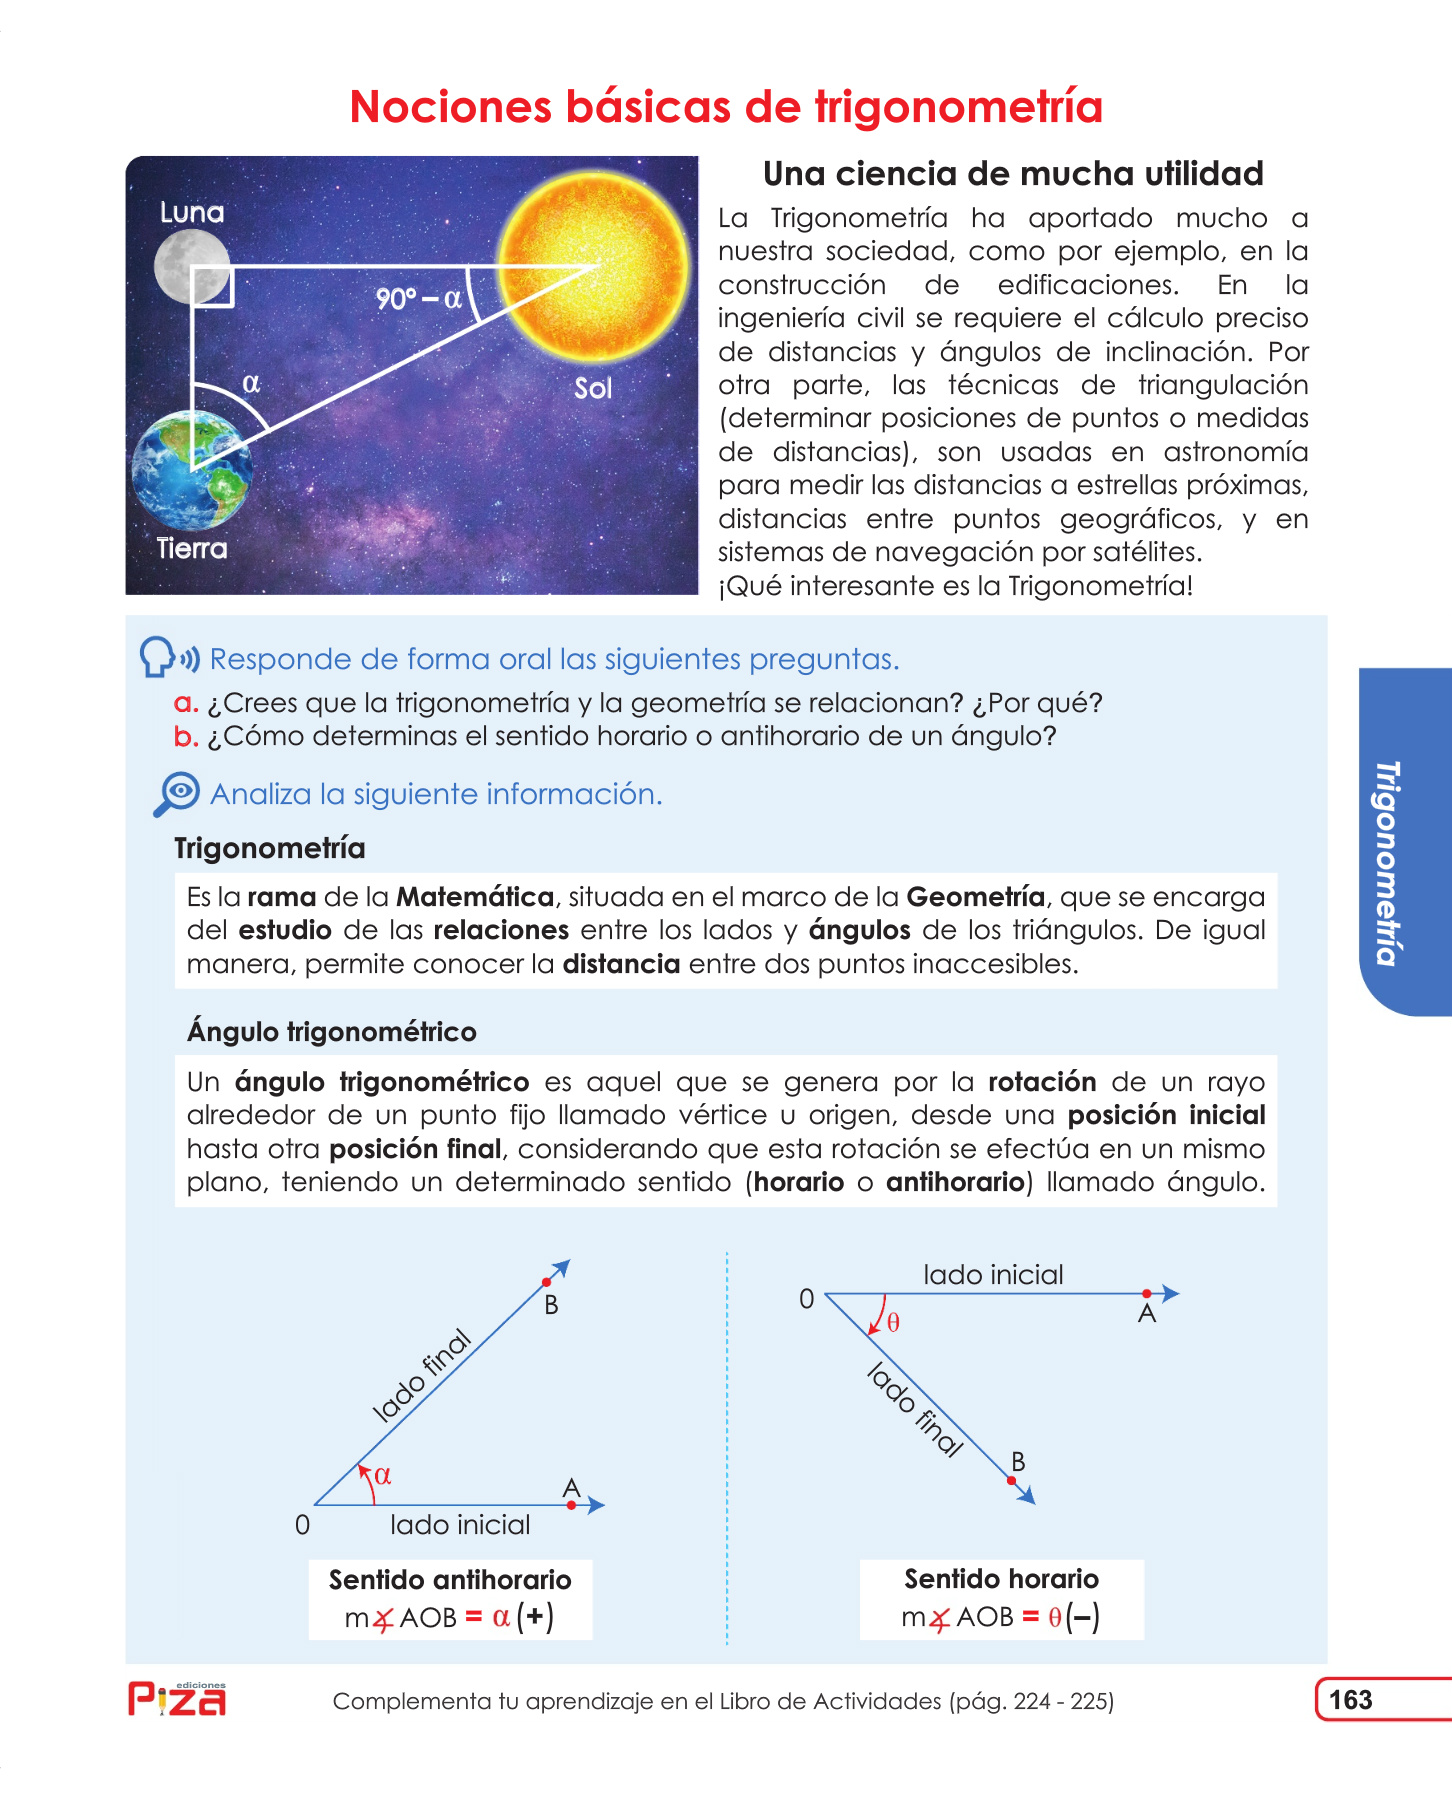 Nociones básicas de trigonometría
Luna
90° – α
α
Sol
Tierra
Una ciencia de mucha utilidad
La Trigonometría ha aportado mucho a
nuestra sociedad, como por ejemplo, en la
construcción de edificaciones. En la
ingeniería civil se requiere el cálculo preciso
de distancias y ángulos de inclinación. Por
otra parte, las técnicas de triangulación
(determinar posiciones de puntos o medidas
de distancias), son usadas en astronomía
para medir las distancias a estrellas próximas,
distancias entre puntos geográficos, y en
sistemas de navegación por satélites.
¡Qué interesante es la Trigonometría!
Responde de forma oral las siguientes preguntas.
a. ¿Crees que la trigonometría y la geometría se relacionan? ¿Por qué?
b. ¿Cómo determinas el sentido horario o antihorario de un ángulo?
Analiza la siguiente información.
Trigonometría
Es la rama de la Matemática, situada en el marco de la Geometría, que se encarga
del estudio de las relaciones entre los lados y ángulos de los triángulos. De igual
manera, permite conocer la distancia entre dos puntos inaccesibles.
Ángulo trigonométrico
Un ángulo trigonométrico es aquel que se genera por la rotación de un rayo
alrededor de un punto fijo llamado vértice u origen, desde una posición inicial
hasta otra posición final, considerando que esta rotación se efectúa en un mismo
plano, teniendo un determinado sentido (horario o antihorario) llamado ángulo.
B
lado final
α
A
0
lado inicial
Sentido antihorario
m∡ AOB = α (+)
lado inicial
0
A
θ
lado final
B
Sentido horario
m∡ AOB = θ (–)
Trigonometría
ediciones
Piza
Complementa tu aprendizaje en el Libro de Actividades (pág. 224 - 225)
163